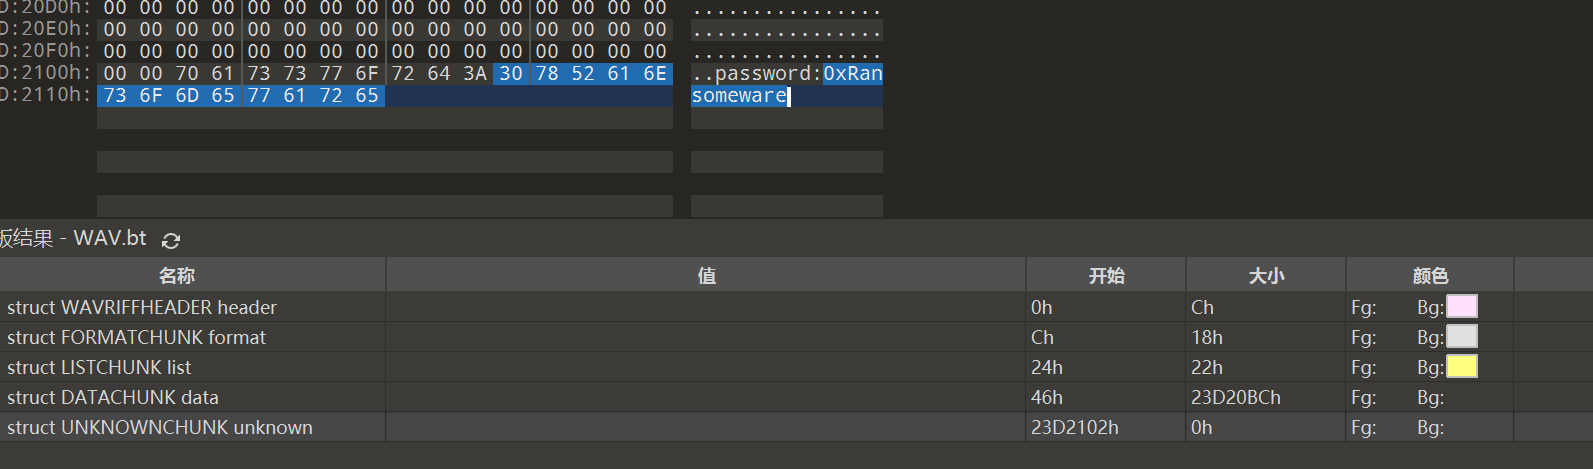 D:20D0h: 00 00 00 00 00 00 00 00 00 00 00 00 00 00 00 00 ................
D:20E0h: 00 00 00 00 00 00 00 00 00 00 00 00 00 00 00 00 ................
D:20F0h: 00 00 00 00 00 00 00 00 00 00 00 00 00 00 00 00 ................
D:2100h: 00 00 70 61 73 73 77 6F 72 64 3A 30 78 52 61 6E ..password:0xRan
D:2110h: 73 6F 6D 65 77 61 72 65 someware
板结果 - WAV.bt
名称 值 开始 大小 颜色
struct WAVRIFFHEADER header 0h Ch Fg: Bg:
struct FORMATCHUNK format Ch 18h Fg: Bg:
struct LISTCHUNK list 24h 22h Fg: Bg:
struct DATACHUNK data 46h 23D20BCh Fg: Bg:
struct UNKNOWNCHUNK unknown 23D2102h 0h Fg: Bg: